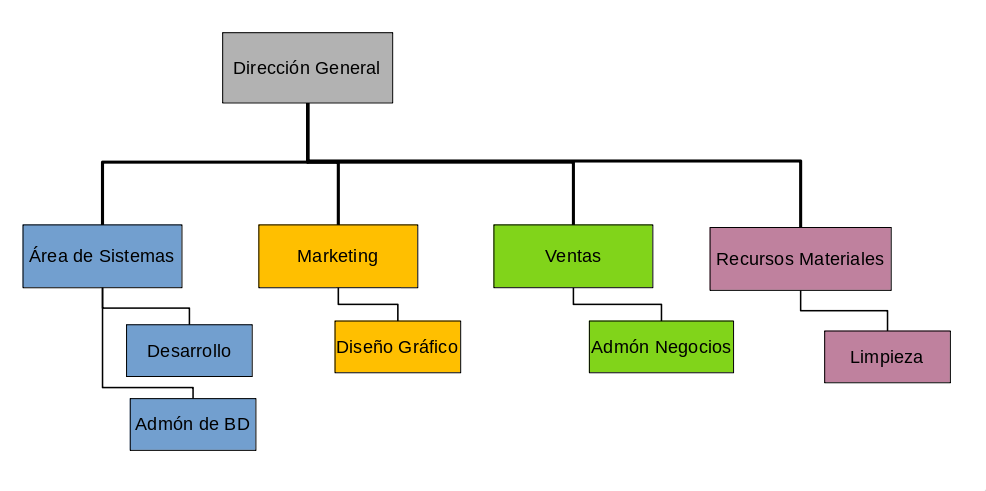 Dirección General
Área de Sistemas
Marketing
Ventas
Recursos Materiales
Desarrollo
Diseño Gráfico
Admón Negocios
Limpieza
Admón de BD